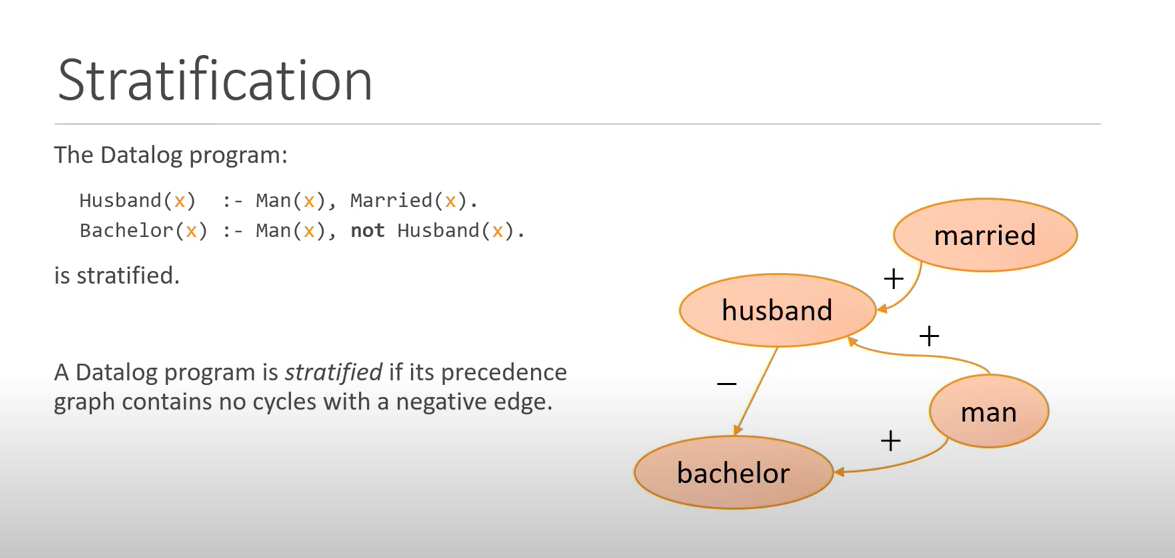 Stratification
The Datalog program:
Husband(x) :- Man(x), Married(x).
Bachelor(x) :- Man(x), not Husband(x).
is stratified.
A Datalog program is stratified if its precedence
graph contains no cycles with a negative edge.
married
+
husband
+
–
man
+
bachelor